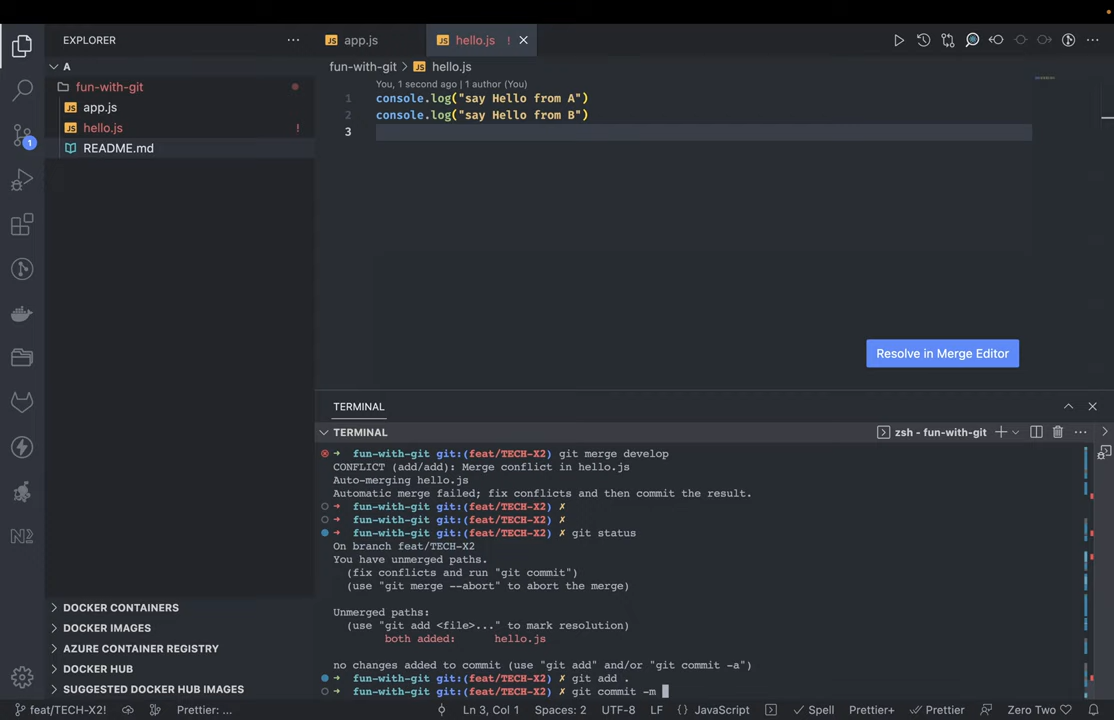 EXPLORER
A
fun-with-git
JS app.js
JS hello.js !
README.md
1
DOCKER CONTAINERS
DOCKER IMAGES
AZURE CONTAINER REGISTRY
DOCKER HUB
SUGGESTED DOCKER HUB IMAGES
JS app.js
JS hello.js !
fun-with-git > JS hello.js
You, 1 second ago | 1 author (You)
1 console.log("say Hello from A")
2 console.log("say Hello from B")
3
Resolve in Merge Editor
TERMINAL
TERMINAL
zsh - fun-with-git
➜ fun-with-git git:(feat/TECH-X2) git merge develop
CONFLICT (add/add): Merge conflict in hello.js
Auto-merging hello.js
Automatic merge failed; fix conflicts and then commit the result.
➜ fun-with-git git:(feat/TECH-X2) ✗
➜ fun-with-git git:(feat/TECH-X2) ✗
➜ fun-with-git git:(feat/TECH-X2) ✗ git status
On branch feat/TECH-X2
You have unmerged paths.
(fix conflicts and run "git commit")
(use "git merge --abort" to abort the merge)
Unmerged paths:
(use "git add <file>..." to mark resolution)
both added: hello.js
no changes added to commit (use "git add" and/or "git commit -a")
➜ fun-with-git git:(feat/TECH-X2) ✗ git add .
➜ fun-with-git git:(feat/TECH-X2) ✗ git commit -m
feat/TECH-X2! Prettier: ... Ln 3, Col 1 Spaces: 2 UTF-8 LF {} JavaScript Spell Prettier+ Prettier Zero Two